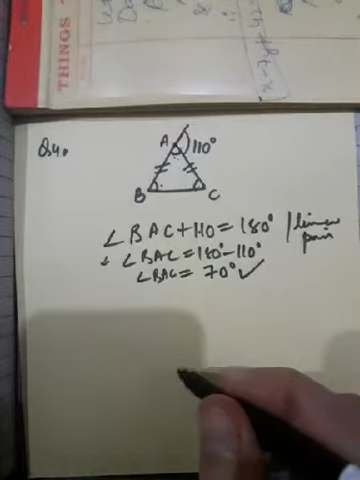 THINGS
Q4.
A 110°
B C
∠BAC+110=180° / linear pair
∠BAC=180°-110°
∠BAC= 70° ✓